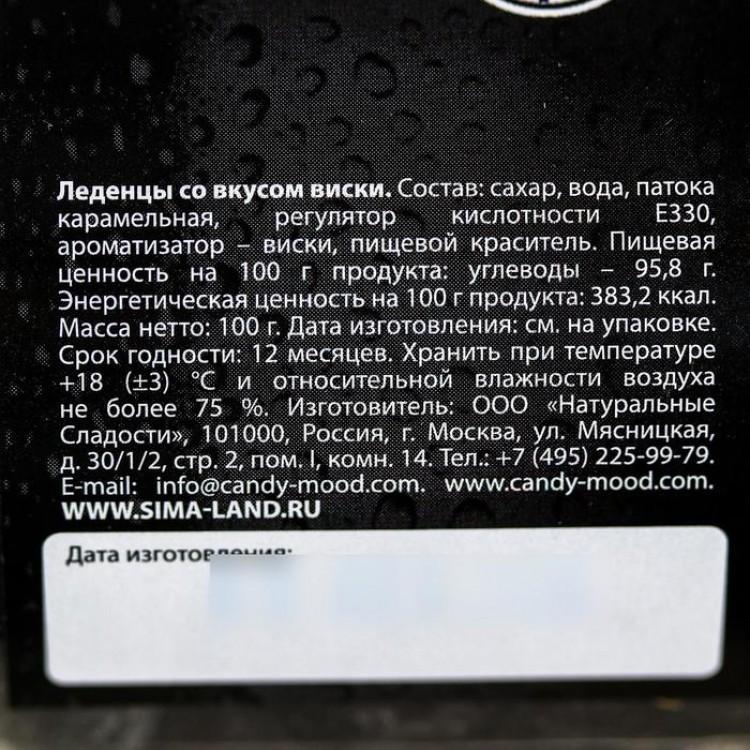 Леденцы со вкусом виски. Состав: сахар, вода, патока
карамельная, регулятор кислотности Е330,
ароматизатор – виски, пищевой краситель. Пищевая
ценность на 100 г продукта: углеводы – 95,8 г.
Энергетическая ценность на 100 г продукта: 383,2 ккал.
Масса нетто: 100 г. Дата изготовления: см. на упаковке.
Срок годности: 12 месяцев. Хранить при температуре
+18 (±3) °С и относительной влажности воздуха
не более 75 %. Изготовитель: ООО «Натуральные
Сладости», 101000, Россия, г. Москва, ул. Мясницкая,
д. 30/1/2, стр. 2, пом. I, комн. 14. Тел.: +7 (495) 225-99-79.
E-mail: info@candy-mood.com. www.candy-mood.com.
WWW.SIMA-LAND.RU
Дата изготовления: